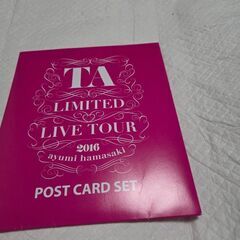 TA
LIMITED
LIVE TOUR
2016
ayumi hamasaki
POST CARD SET